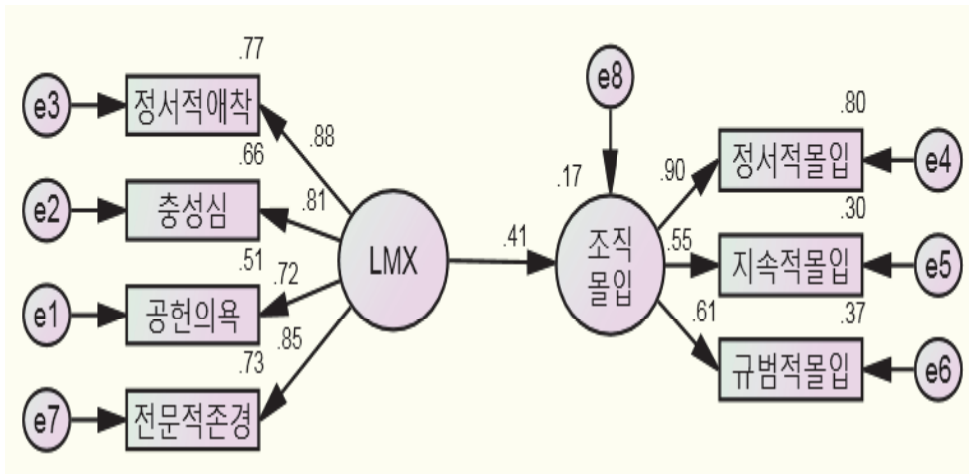 .77
e3
정서적애착
.88
.66
e2
충성심
.81
.51
e1
공헌의욕
.72
.73
e7
전문적존경
.85
LMX
.41
e8
.17
조직
몰입
.80
.90
정서적몰입
e4
.30
.55
지속적몰입
e5
.37
.61
규범적몰입
e6